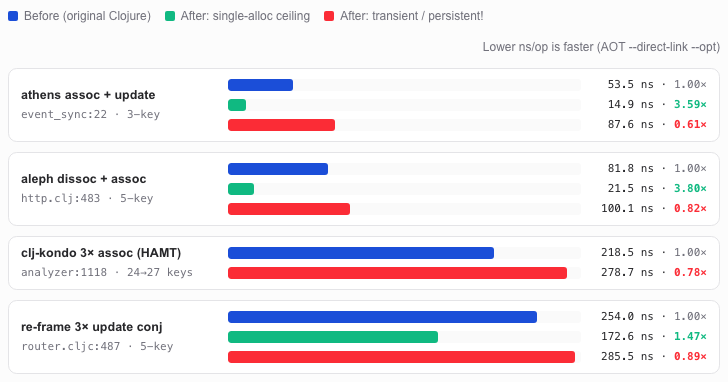 Before (original Clojure) After: single-alloc ceiling After: transient / persistent!
Lower ns/op is faster (AOT --direct-link --opt)
athens assoc + update
event_sync:22 · 3-key
53.5 ns · 1.00×
14.9 ns · 3.59×
87.6 ns · 0.61×
aleph dissoc + assoc
http.clj:483 · 5-key
81.8 ns · 1.00×
21.5 ns · 3.80×
100.1 ns · 0.82×
clj-kondo 3× assoc (HAMT)
analyzer:1118 · 24→27 keys
218.5 ns · 1.00×
278.7 ns · 0.78×
re-frame 3× update conj
router.cljc:487 · 5-key
254.0 ns · 1.00×
172.6 ns · 1.47×
285.5 ns · 0.89×